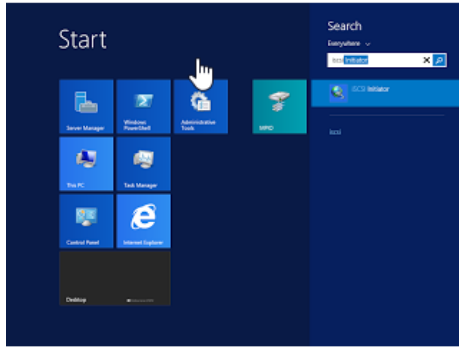 Start
Server Manager
Windows
PowerShell
Administrative
Tools
MPIO
This PC
Task Manager
Control Panel
Internet Explorer
Desktop
Search
Everywhere
iscsi Initiator
iSCSI Initiator
iscsi